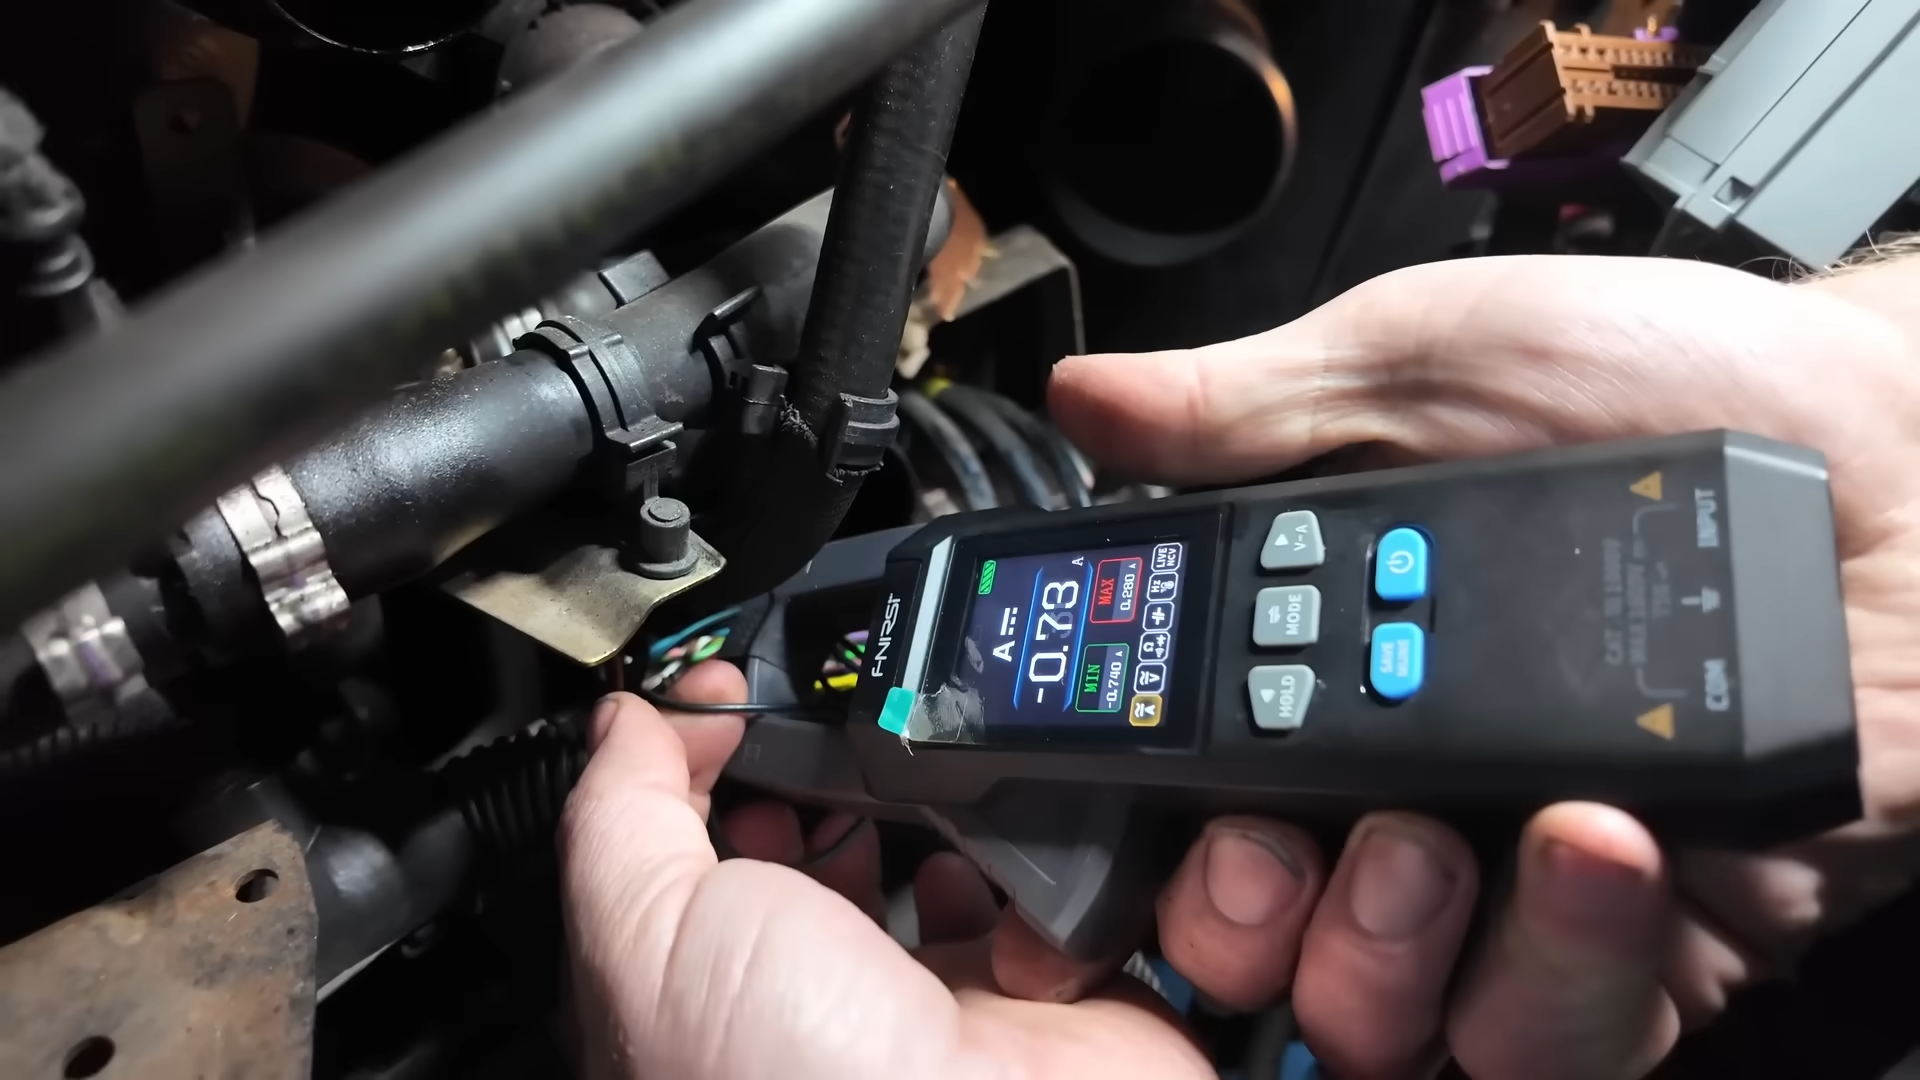 FNIRSI
A
-0.73
A
MIN
-0.740 A
MAX
0.280 A
A
V
Ω
Hz
LIVE
NCV
V-A
MODE
HOLD
SAVE
INPUT
COM